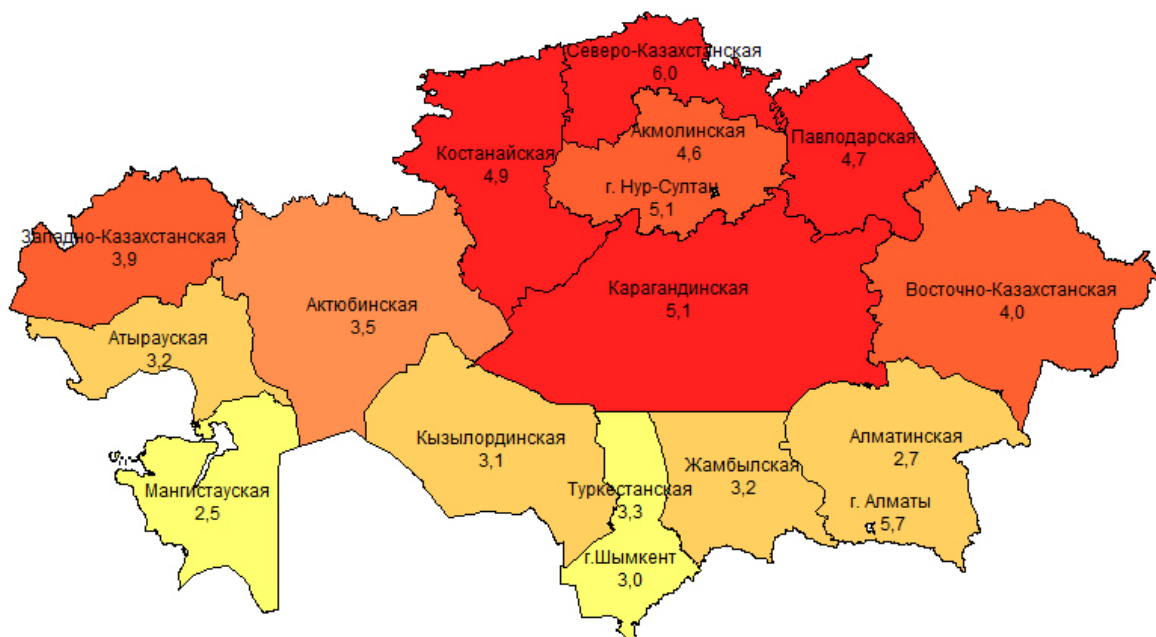 Северо-Казахстанская
6,0
Акмолинская
4,6
Павлодарская
4,7
Костанайская
4,9
г. Нур-Султан
5,1
Западно-Казахстанская
3,9
Карагандинская
5,1
Восточно-Казахстанская
4,0
Актюбинская
3,5
Атырауская
3,2
Кызылординская
3,1
Алматинская
2,7
Жамбылская
3,2
Мангистауская
2,5
Туркестанская
3,3
г. Алматы
5,7
г.Шымкент
3,0